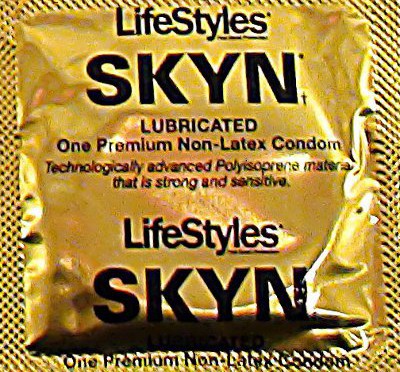 LifeStyles
SKYN
LUBRICATED
One Premium Non-Latex Condom
Technologically advanced Polyisoprene material
that is strong and sensitive.
LifeStyles
SKYN
LUBRICATED
One Premium Non-Latex Condom